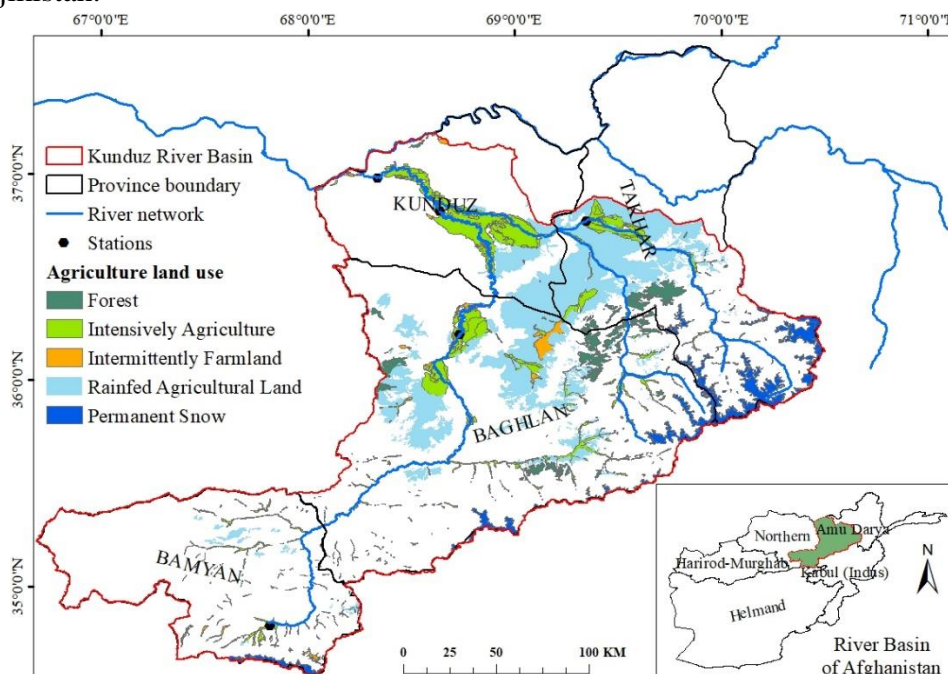 jikistan.
67°0'0"E 68°0'0"E 69°0'0"E 70°0'0"E 71°0'0"E
37°0'0"N
36°0'0"N
35°0'0"N
Kunduz River Basin
Province boundary
River network
Stations
Agriculture land use
Forest
Intensively Agriculture
Intermittently Farmland
Rainfed Agricultural Land
Permanent Snow
KUNDUZ
TAKHAR
BAGHLAN
BAMYAN
0 25 50 100 KM
Northern
Amu Darya
Harirod-Murghab
Kabul (Indus)
Helmand
N
River Basin
of Afghanistan